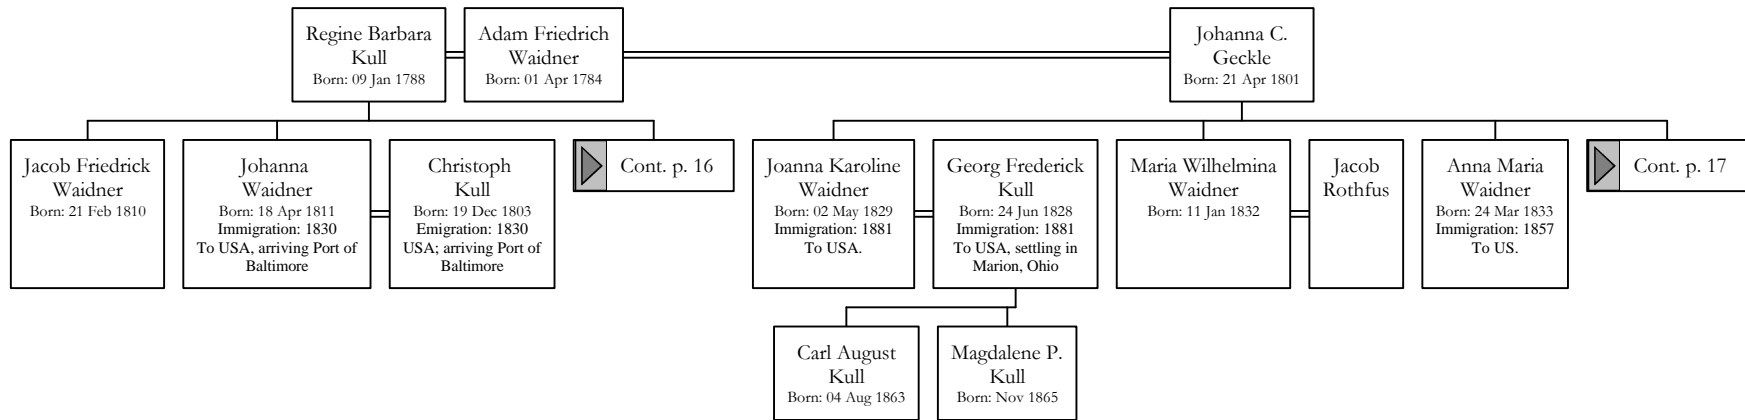 Regine Barbara
Kull
Born: 09 Jan 1788
Adam Friedrich
Waidner
Born: 01 Apr 1784
Johanna C.
Geckle
Born: 21 Apr 1801
Jacob Friedrick
Waidner
Born: 21 Feb 1810
Johanna
Waidner
Born: 18 Apr 1811
Immigration: 1830
To USA, arriving Port of
Baltimore
Christoph
Kull
Born: 19 Dec 1803
Emigration: 1830
USA; arriving Port of
Baltimore
Cont. p. 16
Joanna Karoline
Waidner
Born: 02 May 1829
Immigration: 1881
To USA.
Georg Frederick
Kull
Born: 24 Jun 1828
Immigration: 1881
To USA, settling in
Marion, Ohio
Maria Wilhelmina
Waidner
Born: 11 Jan 1832
Jacob
Rothfus
Anna Maria
Waidner
Born: 24 Mar 1833
Immigration: 1857
To US.
Cont. p. 17
Carl August
Kull
Born: 04 Aug 1863
Magdalene P.
Kull
Born: Nov 1865